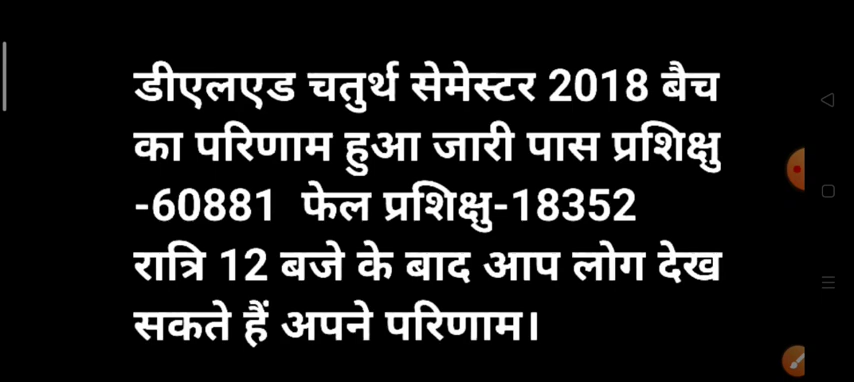 डीएलएड चतुर्थ सेमेस्टर 2018 बैच
का परिणाम हुआ जारी पास प्रशिक्षु
-60881 फेल प्रशिक्षु-18352
रात्रि 12 बजे के बाद आप लोग देख
सकते हैं अपने परिणाम।